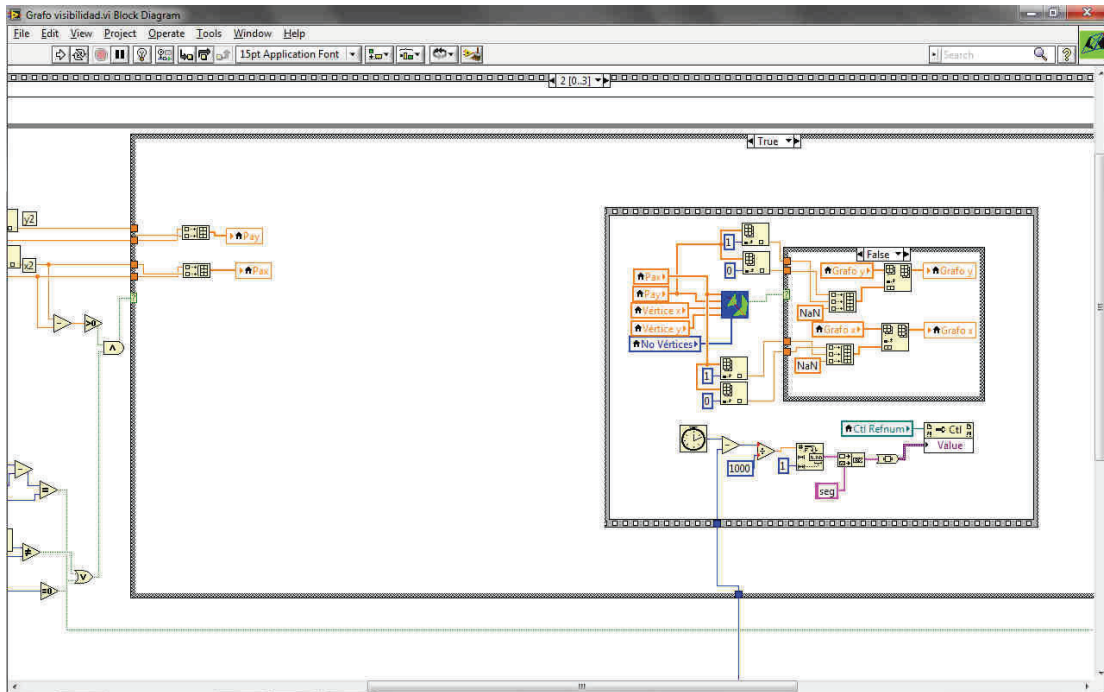 Grafo visibilidad.vi Block Diagram
File Edit View Project Operate Tools Window Help
15pt Application Font
Search
2 [0..3]
True
y2
Pay
x2
Pax
>0
Λ
=
≠
V
=0
1
0
False
Pax
Pay
Vértice x
Vértice y
No Vértices
Grafo y
Grafo y
NaN
Grafo x
Grafo x
NaN
1
0
Ctl Refnum
Ctl
Value
1000
1
seg